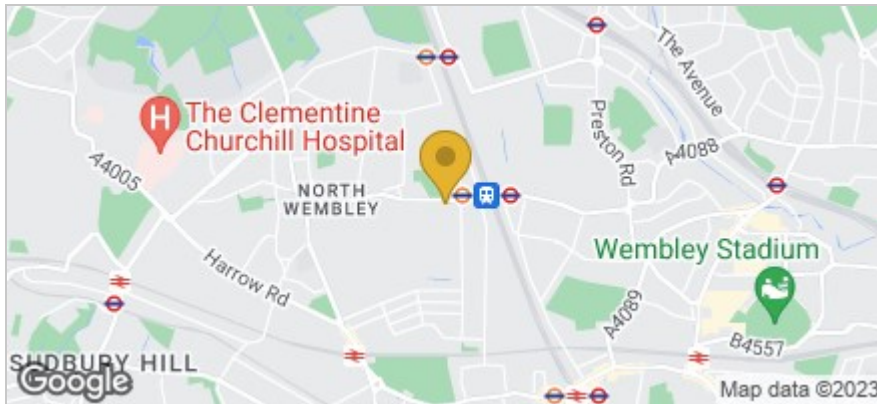 The Avenue
H
The Clementine
Churchill Hospital
Preston Rd
A4088
A4005
NORTH
WEMBLEY
Wembley Stadium
Harrow Rd
A4089
B4557
SUDBURY HILL
Google
Map data ©2023